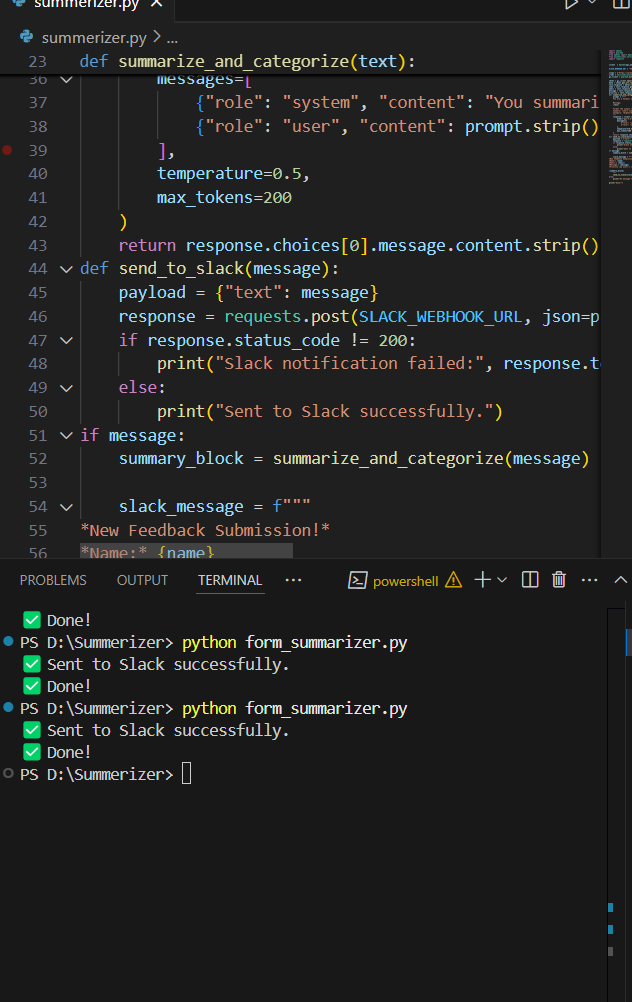 summerizer.py ×
summerizer.py > ...
23 def summarize_and_categorize(text):
36 messages=[
37 {"role": "system", "content": "You summari
38 {"role": "user", "content": prompt.strip()
39 ],
40 temperature=0.5,
41 max_tokens=200
42 )
43 return response.choices[0].message.content.strip()
44 def send_to_slack(message):
45 payload = {"text": message}
46 response = requests.post(SLACK_WEBHOOK_URL, json=p
47 if response.status_code != 200:
48 print("Slack notification failed:", response.te
49 else:
50 print("Sent to Slack successfully.")
51 if message:
52 summary_block = summarize_and_categorize(message)
53
54 slack_message = f"""
55 *New Feedback Submission!*
56 *Name:* {name}
PROBLEMS OUTPUT TERMINAL ... powershell
✅ Done!
PS D:\Summerizer> python form_summarizer.py
✅ Sent to Slack successfully.
✅ Done!
PS D:\Summerizer> python form_summarizer.py
✅ Sent to Slack successfully.
✅ Done!
PS D:\Summerizer>